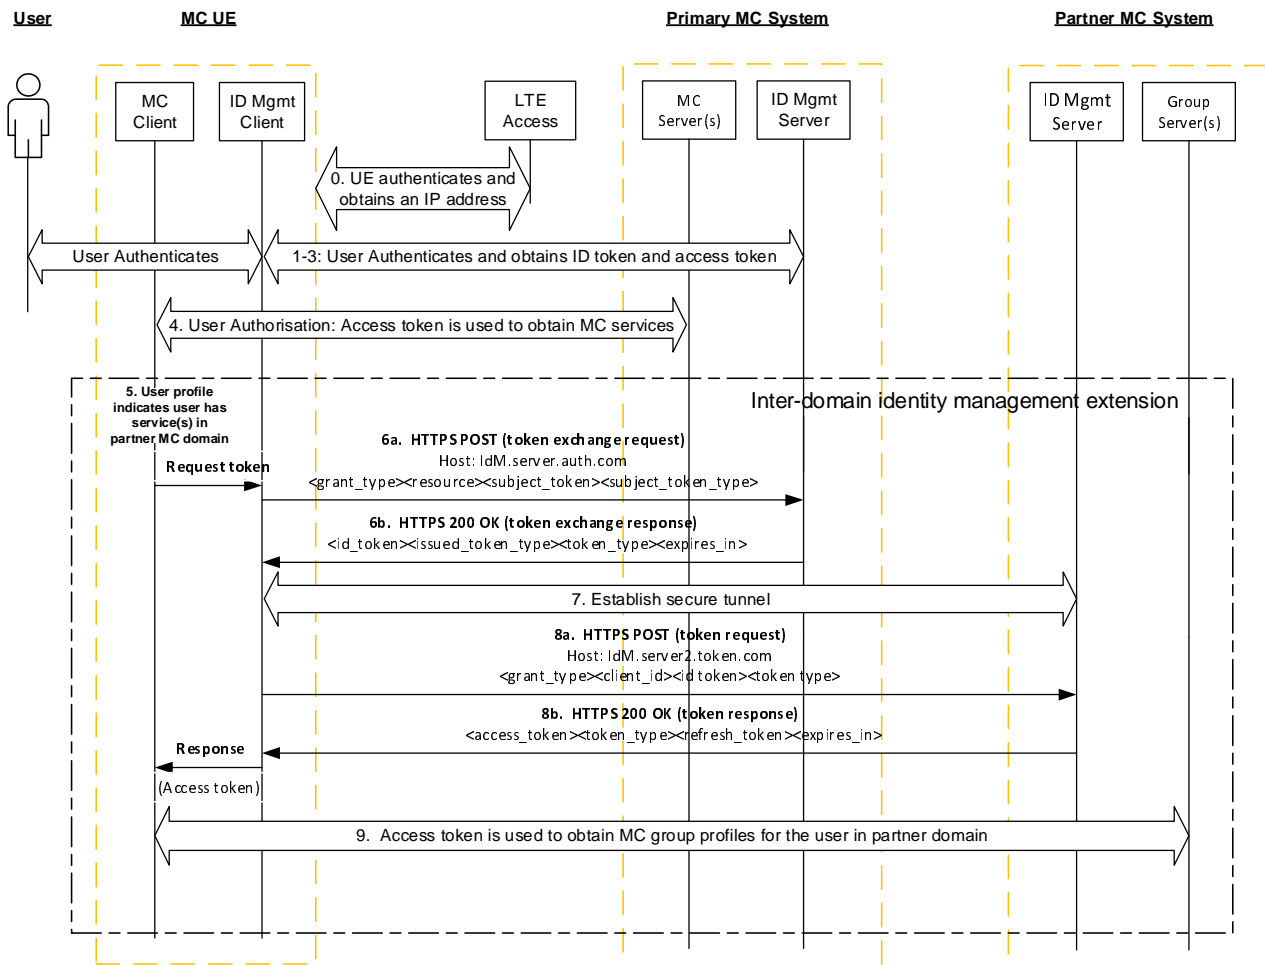 User
MC UE
Primary MC System
Partner MC System
MC
Client
ID Mgmt
Client
LTE
Access
MC
Server(s)
ID Mgmt
Server
ID Mgmt
Server
Group
Server(s)
0. UE authenticates and
obtains an IP address
User Authenticates
1-3: User Authenticates and obtains ID token and access token
4. User Authorisation: Access token is used to obtain MC services
5. User profile
indicates user has
service(s) in
partner MC domain
Inter-domain identity management extension
6a. HTTPS POST (token exchange request)
Host: IdM.server.auth.com
<grant_type><resource><subject_token><subject_token_type>
Request token
6b. HTTPS 200 OK (token exchange response)
<id_token><issued_token_type><token_type><expires_in>
7. Establish secure tunnel
8a. HTTPS POST (token request)
Host: IdM.server2.token.com
<grant_type><client_id><id token><token type>
8b. HTTPS 200 OK (token response)
<access_token><token_type><refresh_token><expires_in>
Response
(Access token)
9. Access token is used to obtain MC group profiles for the user in partner domain